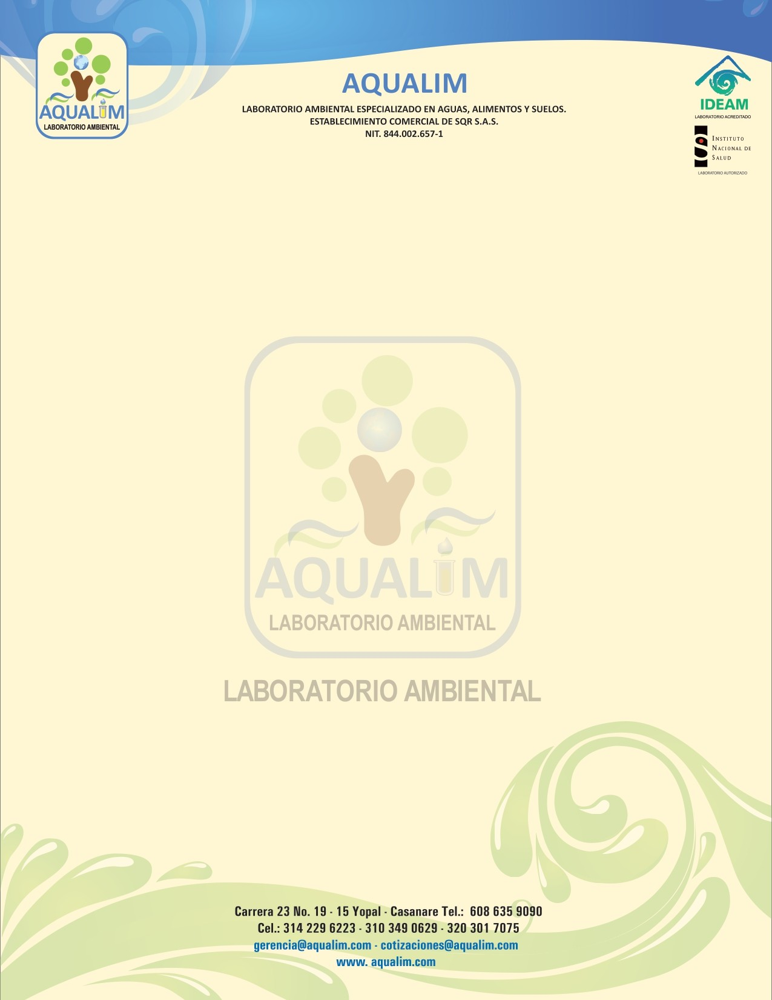 AQUALIM
LABORATORIO AMBIENTAL
AQUALIM
LABORATORIO AMBIENTAL ESPECIALIZADO EN AGUAS, ALIMENTOS Y SUELOS.
ESTABLECIMIENTO COMERCIAL DE SQR S.A.S.
NIT. 844.002.657-1
IDEAM
LABORATORIO ACREDITADO
INSTITUTO
NACIONAL DE
SALUD
LABORATORIO AUTORIZADO
AQUALIM
LABORATORIO AMBIENTAL
LABORATORIO AMBIENTAL
Carrera 23 No. 19 - 15 Yopal - Casanare Tel.: 608 635 9090
Cel.: 314 229 6223 - 310 349 0629 - 320 301 7075
gerencia@aqualim.com - cotizaciones@aqualim.com
www. aqualim.com